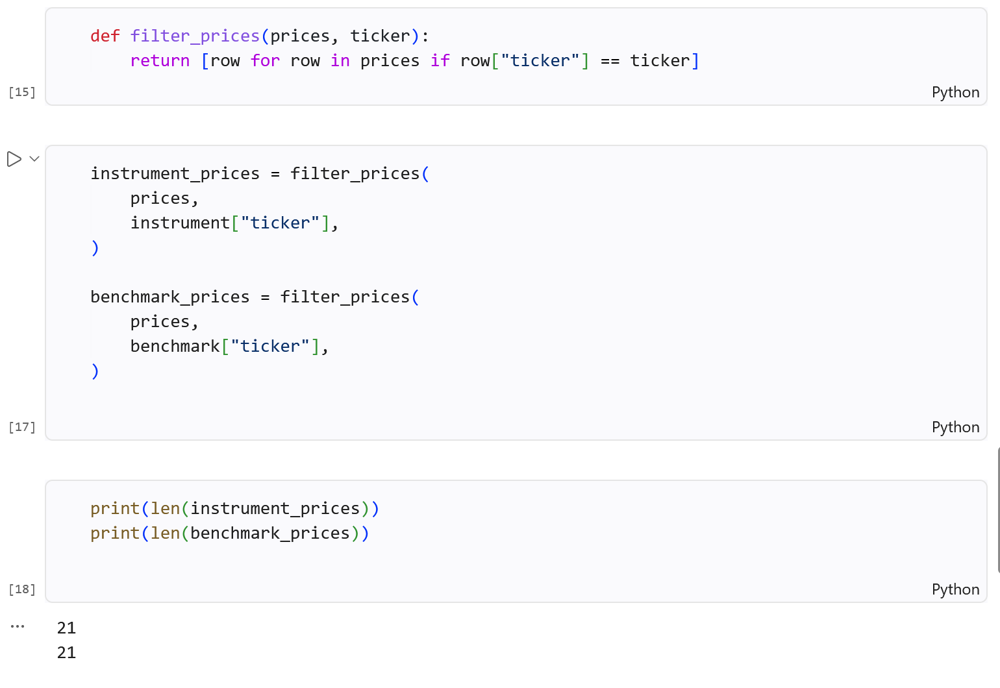 def filter_prices(prices, ticker):
    return [row for row in prices if row["ticker"] == ticker]
[15]
Python
instrument_prices = filter_prices(
    prices,
    instrument["ticker"],
)
benchmark_prices = filter_prices(
    prices,
    benchmark["ticker"],
)
[17]
Python
print(len(instrument_prices))
print(len(benchmark_prices))
[18]
Python
21
21